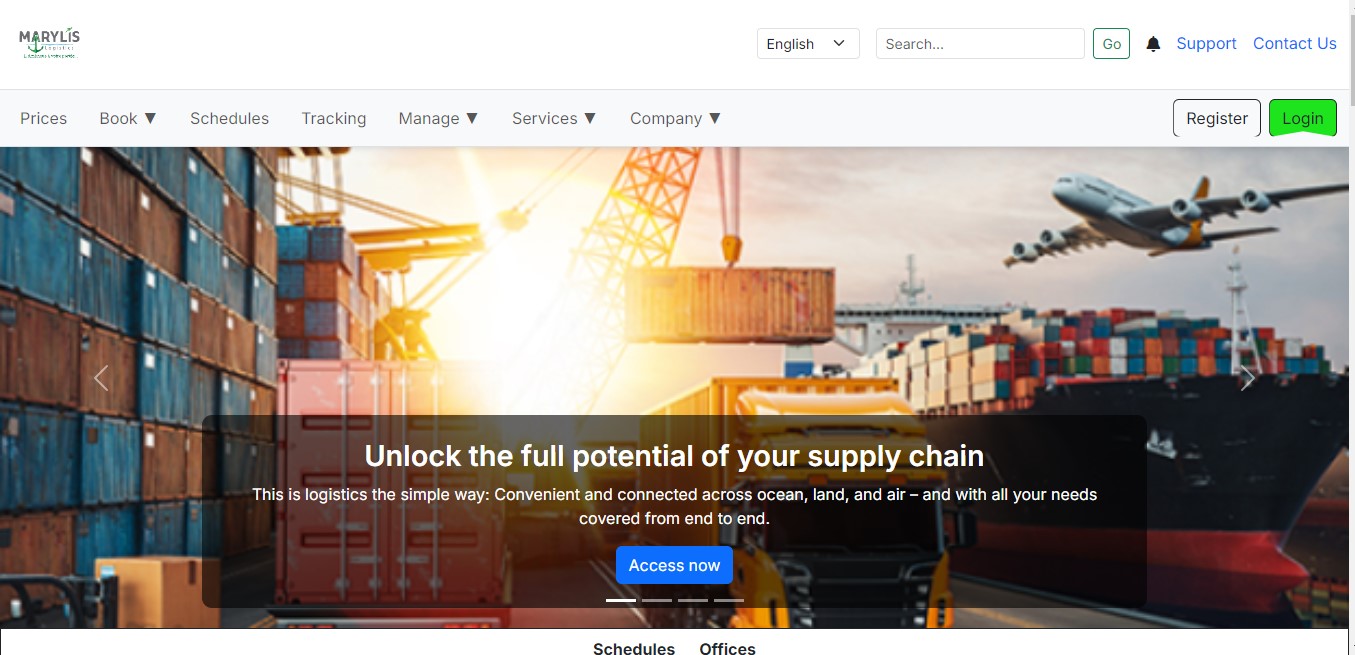 MARYLIS
Logistics
English
Search...
Go
Support
Contact Us
Prices
Book ▼
Schedules
Tracking
Manage ▼
Services ▼
Company ▼
Register
Login
Unlock the full potential of your supply chain
This is logistics the simple way: Convenient and connected across ocean, land, and air – and with all your needs
covered from end to end.
Access now
Schedules
Offices